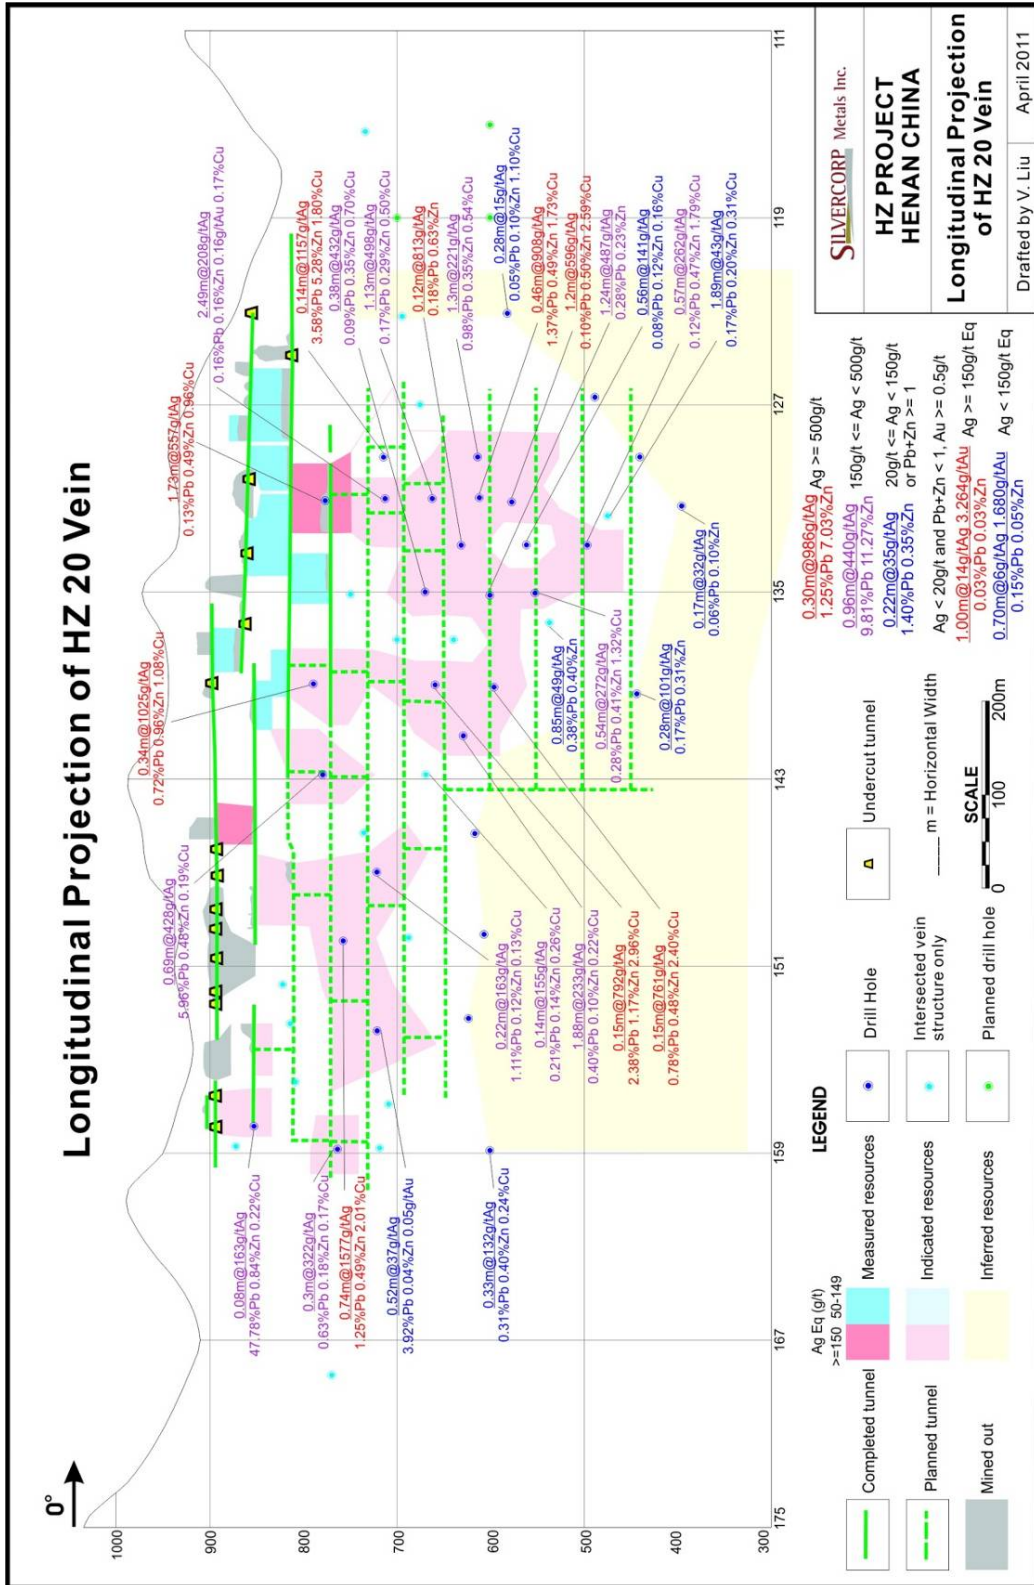 Longitudinal Projection of HZ 20 Vein
0°
1000
900
800
700
600
500
400
300
175
167
159
151
143
135
127
119
111
0.08m@163g/tAg
47.78%Pb 0.84%Zn 0.22%Cu
0.3m@322g/tAg
0.63%Pb 0.18%Zn 0.17%Cu
0.74m@1577g/tAg
1.25%Pb 0.49%Zn 2.01%Cu
0.52m@37g/tAg
3.92%Pb 0.04%Zn 0.05g/tAu
0.33m@132g/tAg
0.31%Pb 0.40%Zn 0.24%Cu
0.69m@428g/tAg
5.96%Pb 0.48%Zn 0.19%Cu
0.22m@163g/tAg
1.11%Pb 0.12%Zn 0.13%Cu
0.14m@155g/tAg
0.21%Pb 0.14%Zn 0.26%Cu
1.88m@233g/tAg
0.40%Pb 0.10%Zn 0.22%Cu
0.15m@792g/tAg
2.38%Pb 1.17%Zn 2.96%Cu
0.15m@761g/tAg
0.78%Pb 0.48%Zn 2.40%Cu
0.34m@1025g/tAg
0.72%Pb 0.96%Zn 1.08%Cu
0.85m@49g/tAg
0.38%Pb 0.40%Zn
0.54m@272g/tAg
0.28%Pb 0.41%Zn 1.32%Cu
0.28m@101g/tAg
0.17%Pb 0.31%Zn
0.17m@32g/tAg
0.06%Pb 0.10%Zn
1.73m@557g/tAg
0.13%Pb 0.49%Zn 0.96%Cu
2.49m@208g/tAg
0.16%Pb 0.16%Zn 0.16g/tAu 0.17%Cu
0.14m@1157g/tAg
3.58%Pb 5.28%Zn 1.80%Cu
0.38m@432g/tAg
0.09%Pb 0.35%Zn 0.70%Cu
1.13m@498g/tAg
0.17%Pb 0.29%Zn 0.50%Cu
0.12m@813g/tAg
0.18%Pb 0.63%Zn
1.3m@221g/tAg
0.98%Pb 0.35%Zn 0.54%Cu
0.28m@15g/tAg
0.05%Pb 0.10%Zn 1.10%Cu
0.46m@908g/tAg
1.37%Pb 0.49%Zn 1.73%Cu
1.2m@596g/tAg
0.10%Pb 0.50%Zn 2.59%Cu
1.24m@487g/tAg
0.28%Pb 0.23%Zn
0.56m@141g/tAg
0.08%Pb 0.12%Zn 0.16%Cu
0.57m@262g/tAg
0.12%Pb 0.47%Zn 1.79%Cu
1.89m@43g/tAg
0.17%Pb 0.20%Zn 0.31%Cu
LEGEND
Completed tunnel
Planned tunnel
Mined out
Ag Eq (g/t)
>=150 50-149
Measured resources
Indicated resources
Inferred resources
Drill Hole
Intersected vein
structure only
Planned drill hole
Undercut tunnel
m = Horizontal Width
SCALE
0 100 200m
0.30m@986g/tAg
1.25%Pb 7.03%Zn
Ag >= 500g/t
0.96m@440g/tAg
9.81%Pb 11.27%Zn
150g/t <= Ag < 500g/t
0.22m@35g/tAg
1.40%Pb 0.35%Zn
20g/t <= Ag < 150g/t
or Pb+Zn >= 1
Ag < 20g/t and Pb+Zn < 1, Au >= 0.5g/t
1.00m@14g/tAg 3.264g/tAu
0.03%Pb 0.03%Zn
Ag >= 150g/t Eq
0.70m@6g/tAg 1.680g/tAu
0.15%Pb 0.05%Zn
Ag < 150g/t Eq
SILVERCORP Metals Inc.
HZ PROJECT
HENAN CHINA
Longitudinal Projection
of HZ 20 Vein
Drafted by V. Liu
April 2011